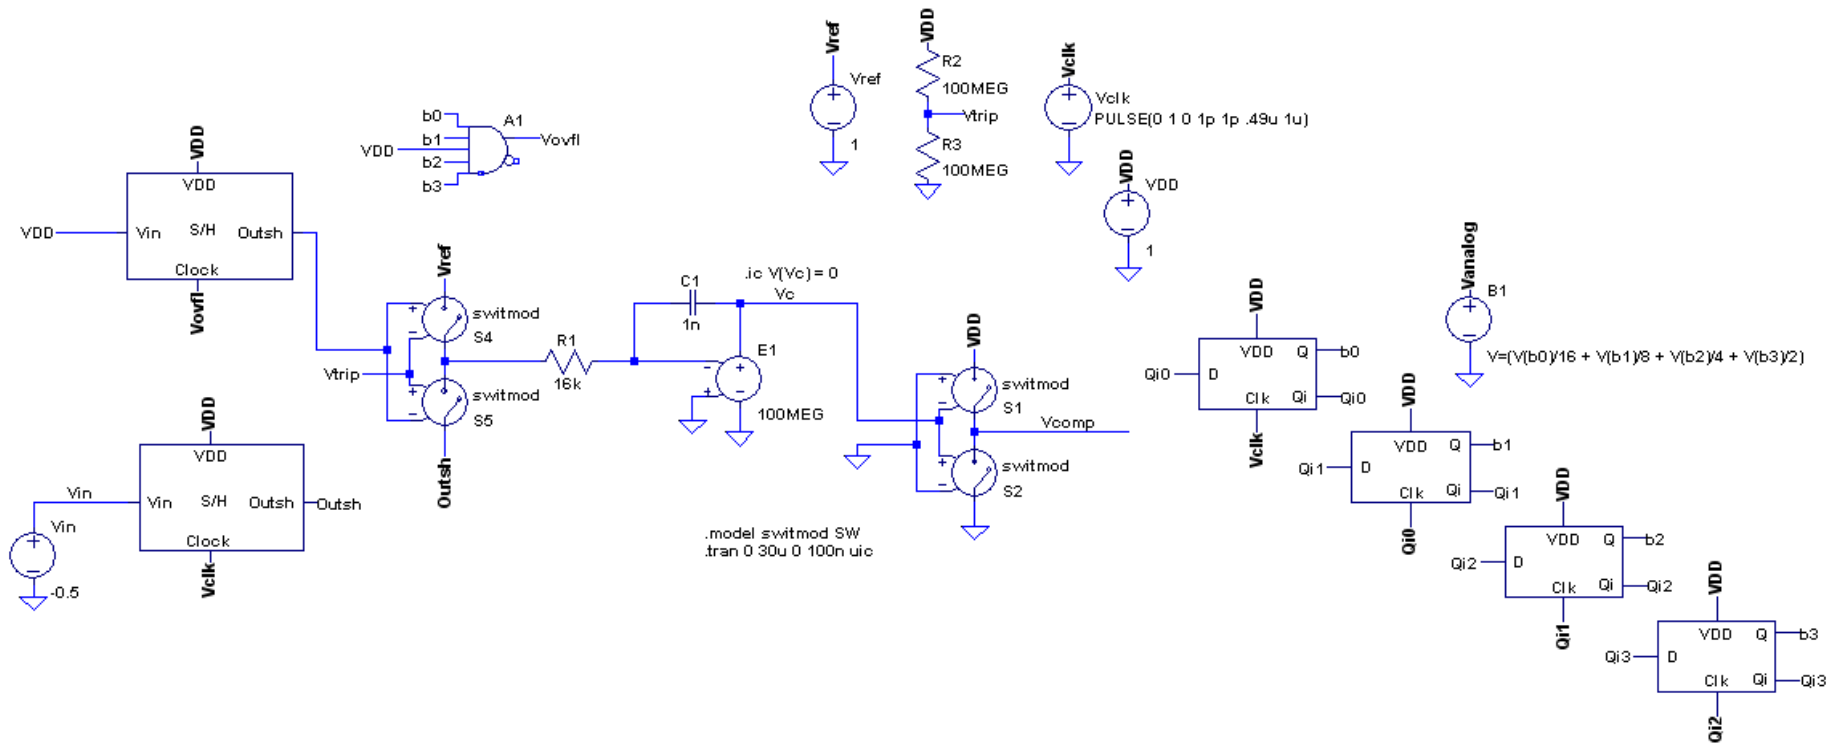 Vref
Vref
1
VDD
R2
100MEG
Vtrip
R3
100MEG
Vclk
Vclk
PULSE(0 1 0 1p 1p .49u 1u)
VDD
VDD
1
b0
b1
VDD
b2
b3
A1
Vovfl
VDD
VDD
VDD
Vin
S/H
Outsh
Clock
Vovfl
Vref
switmod
S4
Vtrip
switmod
S5
Outsh
R1
16k
C1
1n
.ic V(Vc) = 0
Vc
E1
100MEG
VDD
switmod
S1
Vcomp
switmod
S2
.model switmod SW
.tran 0 30u 0 100n uic
VDD
VDD
Vin
Vin
S/H
Outsh
Outsh
Clock
Vclk
Vin
-0.5
Vanalog
B1
V=(V(b0)/16 + V(b1)/8 + V(b2)/4 + V(b3)/2)
VDD
VDD
Q
b0
Qi0
D
Clk
Qi
Qi0
Vclk
VDD
VDD
Q
b1
Qi1
D
Clk
Qi
Qi1
Qi0
VDD
VDD
Q
b2
Qi2
D
Clk
Qi
Qi2
Qi1
VDD
VDD
Q
b3
Qi3
D
Clk
Qi
Qi3
Qi2